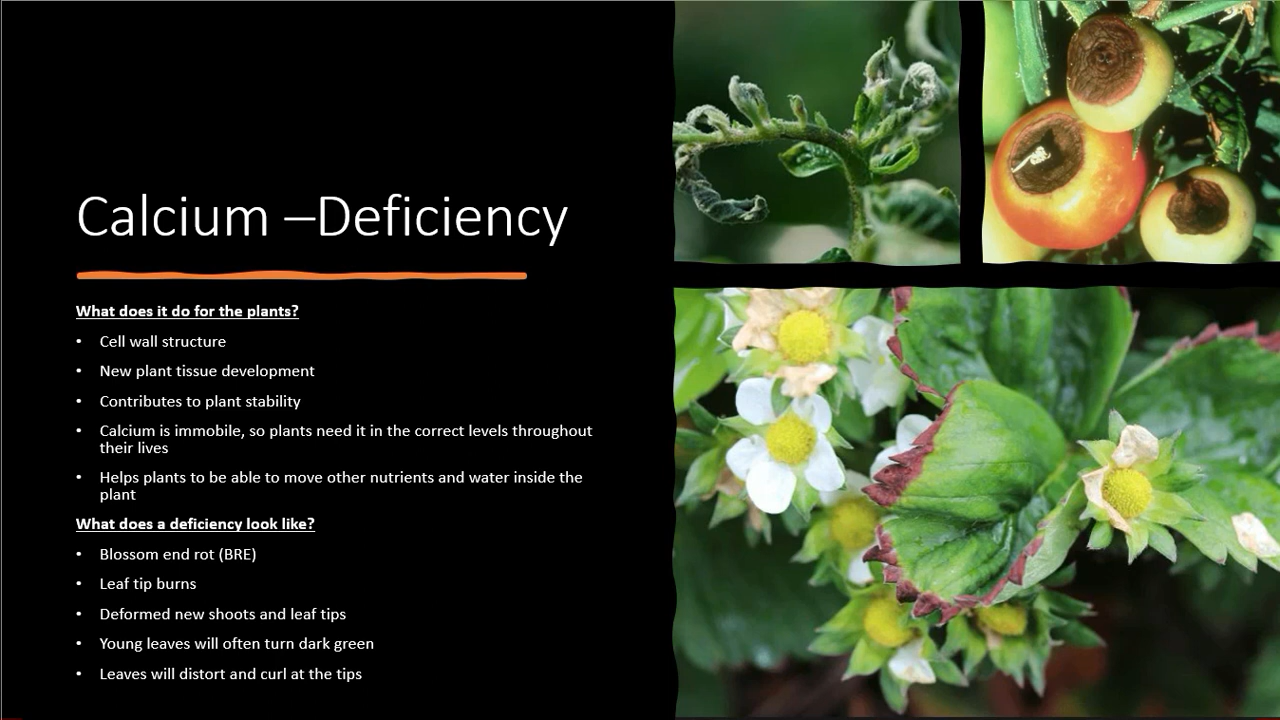 Calcium –Deficiency
What does it do for the plants?
• Cell wall structure
• New plant tissue development
• Contributes to plant stability
• Calcium is immobile, so plants need it in the correct levels throughout
their lives
• Helps plants to be able to move other nutrients and water inside the
plant
What does a deficiency look like?
• Blossom end rot (BRE)
• Leaf tip burns
• Deformed new shoots and leaf tips
• Young leaves will often turn dark green
• Leaves will distort and curl at the tips